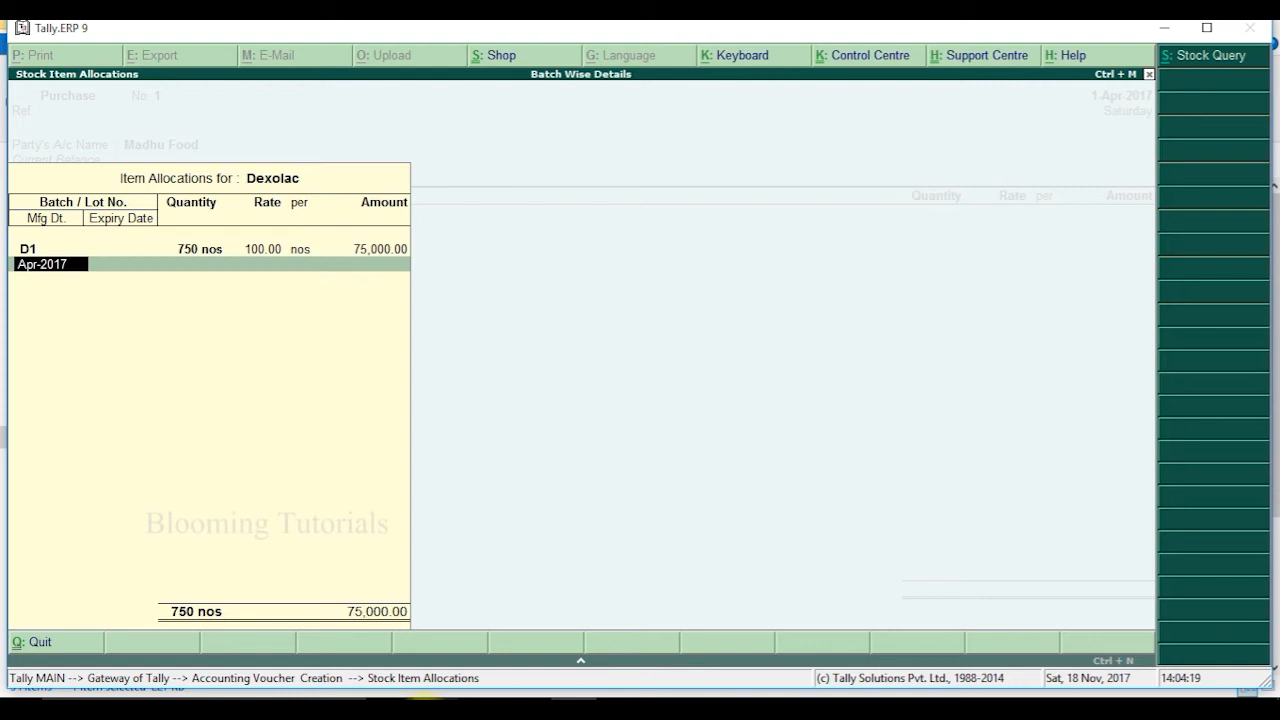 Tally.ERP 9
P: Print E: Export M: E-Mail O: Upload S: Shop G: Language K: Keyboard K: Control Centre H: Support Centre H: Help S: Stock Query
Stock Item Allocations Batch Wise Details Ctrl + M
Purchase No. 1 1-Apr-2017
Ref. Saturday
Party's A/c Name : Madhu Food
Current Balance
Item Allocations for : Dexolac
Quantity Rate per Amount
Batch / Lot No. Quantity Rate per Amount
Mfg Dt. Expiry Date
D1 750 nos 100.00 nos 75,000.00
Apr-2017
Blooming Tutorials
750 nos 75,000.00
Q: Quit
Ctrl + N
Tally MAIN --> Gateway of Tally --> Accounting Voucher Creation --> Stock Item Allocations (c) Tally Solutions Pvt. Ltd., 1988-2014 Sat, 18 Nov, 2017 14:04:19